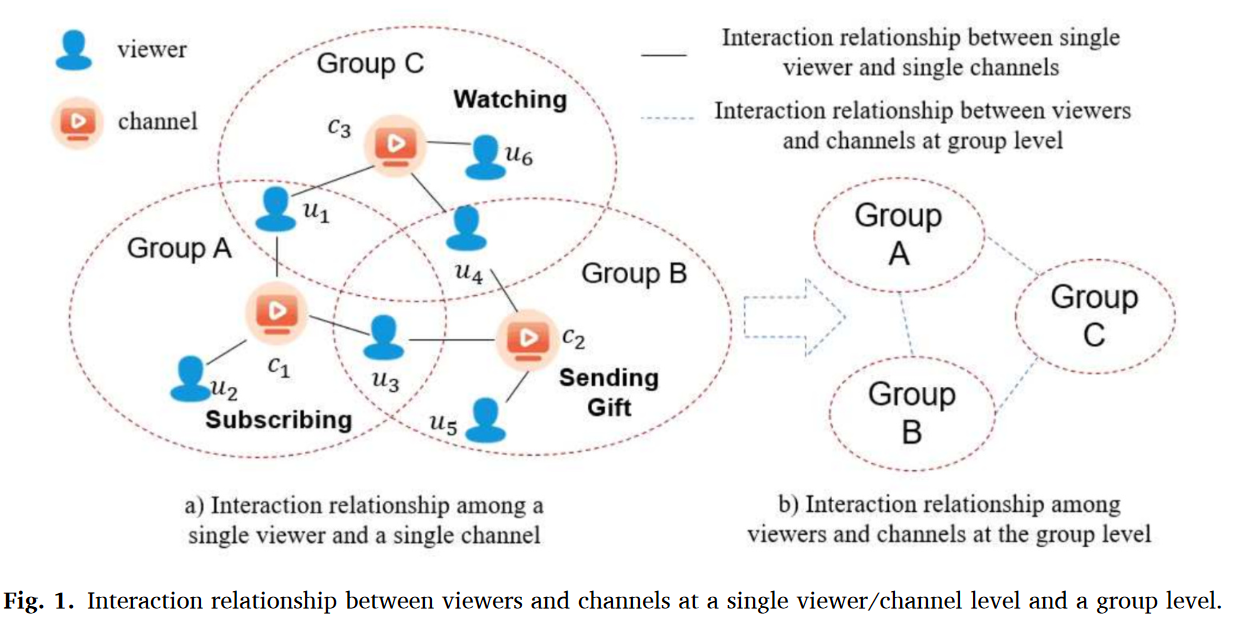 viewer
channel
Group C
Watching
c3
u6
u1
Group A
u4
Group B
c1
c2
u3
u2
Sending
Gift
Subscribing
u5
Interaction relationship between single
viewer and single channels
Interaction relationship between viewers
and channels at group level
Group
A
Group
C
Group
B
a) Interaction relationship among a
single viewer and a single channel
b) Interaction relationship among
viewers and channels at the group level
Fig. 1. Interaction relationship between viewers and channels at a single viewer/channel level and a group level.